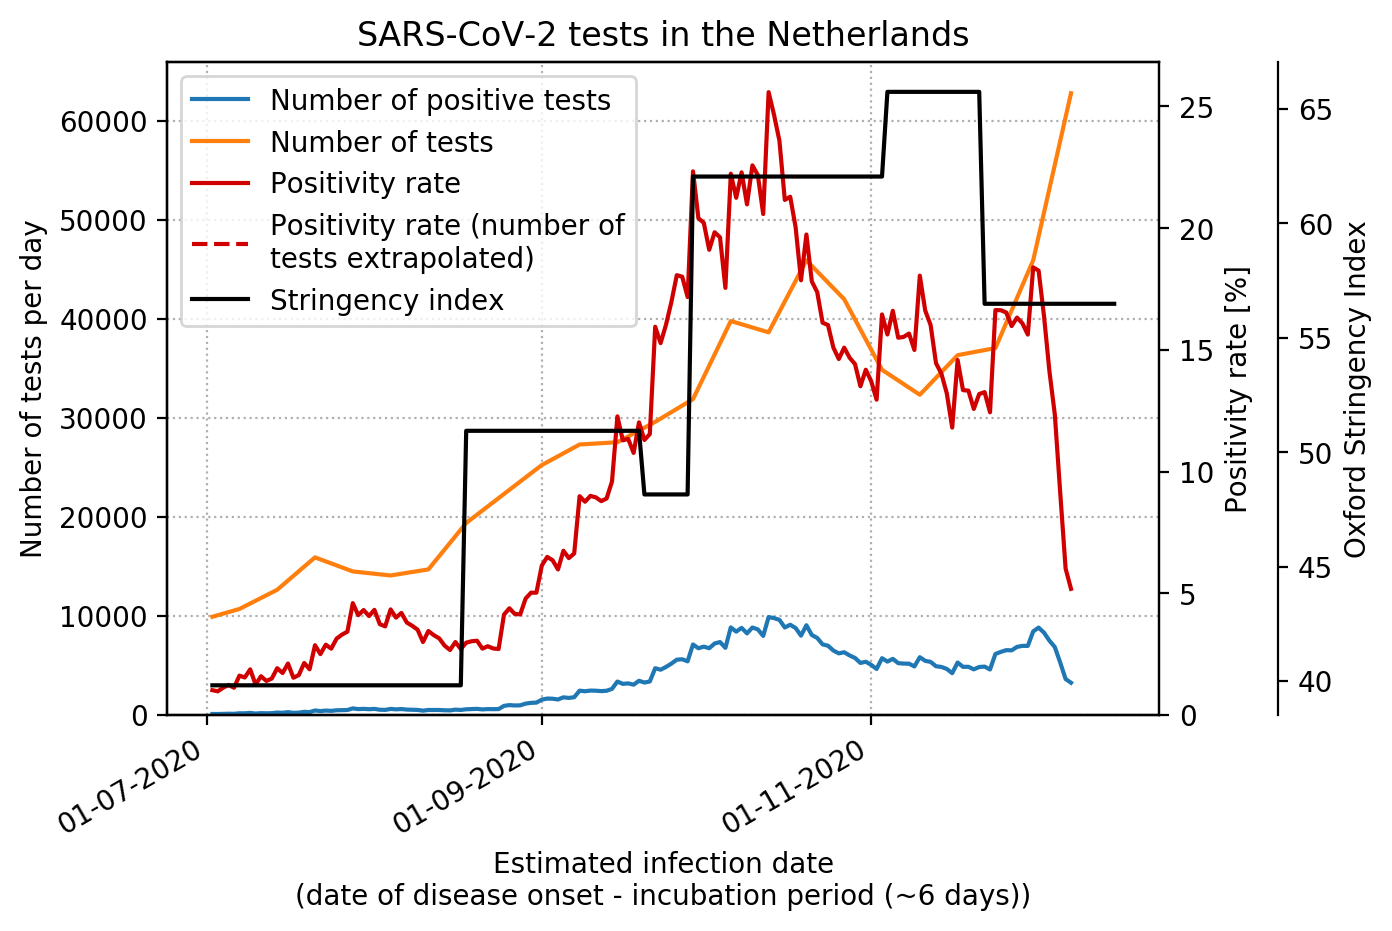 SARS-CoV-2 tests in the Netherlands
Number of positive tests
Number of tests
Positivity rate
Positivity rate (number of
tests extrapolated)
Stringency index
Number of tests per day
60000
50000
40000
30000
20000
10000
0
25
20
15
10
5
0
Positivity rate [%]
65
60
55
50
45
40
Oxford Stringency Index
01-07-2020
01-09-2020
01-11-2020
Estimated infection date
(date of disease onset - incubation period (~6 days))